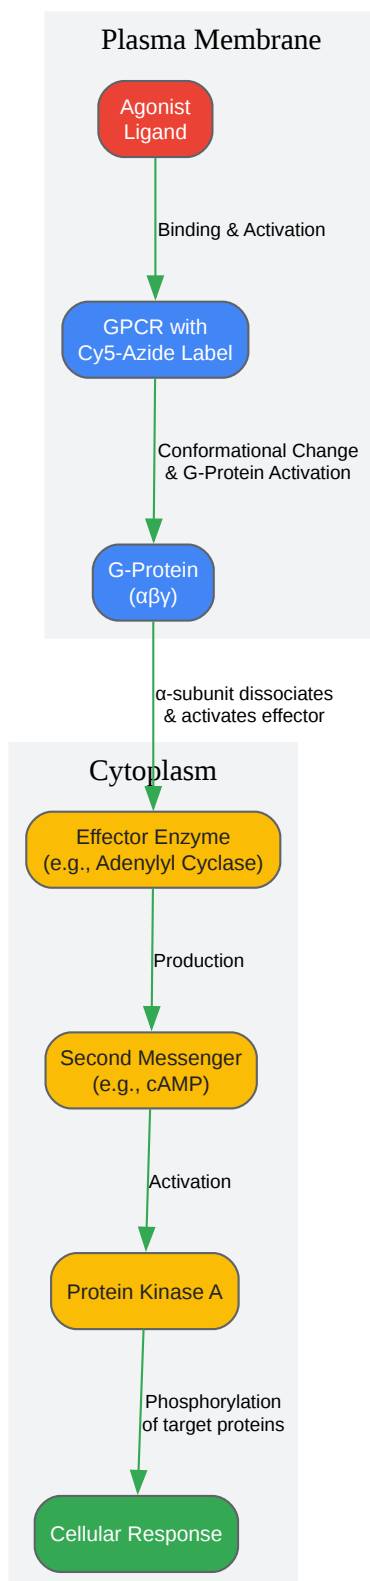 Plasma Membrane
Agonist
Ligand
Binding & Activation
GPCR with
Cy5-Azide Label
Conformational Change
& G-Protein Activation
G-Protein
(αβγ)
α-subunit dissociates
& activates effector
Cytoplasm
Effector Enzyme
(e.g., Adenylyl Cyclase)
Production
Second Messenger
(e.g., cAMP)
Activation
Protein Kinase A
Phosphorylation
of target proteins
Cellular Response